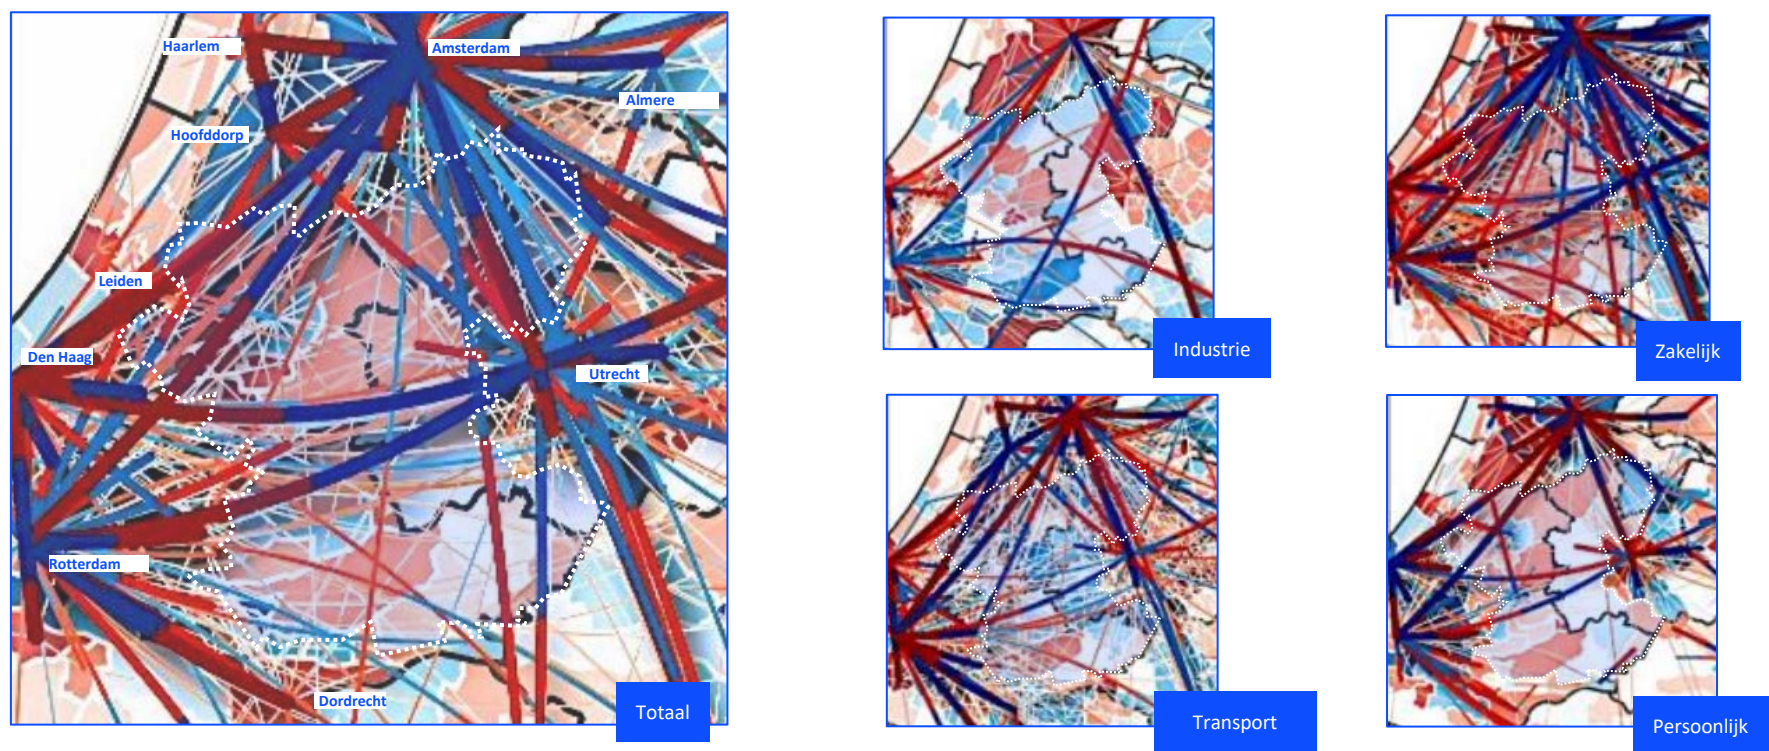 Haarlem
Amsterdam
Almere
Hoofddorp
Leiden
Den Haag
Utrecht
Rotterdam
Dordrecht
Totaal
Industrie
Zakelijk
Transport
Persoonlijk